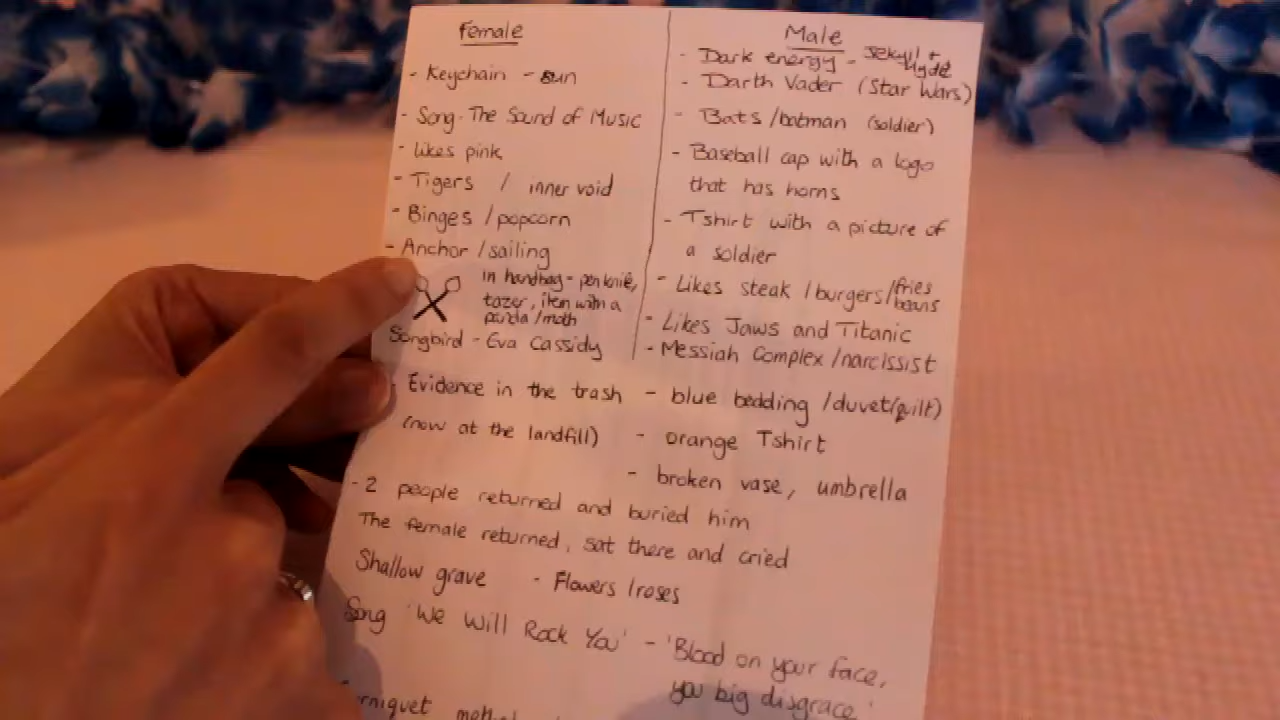 Female
- Keychain - sun
- Song - The Sound of Music
- Likes pink
- Tigers / inner void
- Binges / popcorn
- Anchor / sailing
in handbag - penknife,
tazer, item with a
panda / moth
Songbird - Eva Cassidy
Male
- Dark energy - Jekyll +
Hyde
- Darth Vader (Star Wars)
- Bats / batman (soldier)
- Baseball cap with a logo
that has horns
- Tshirt with a picture of
a soldier
- Likes steak / burgers / fries
beans
- Likes Jaws and Titanic
- Messiah Complex / narcissist
- Evidence in the trash - blue bedding / duvet (quilt)
(now at the landfill) - orange Tshirt
- broken vase, umbrella
- 2 people returned and buried him
The female returned, sat there and cried
Shallow grave - Flowers / roses
Song 'We Will Rock You' - 'Blood on your face,
you big disgrace'